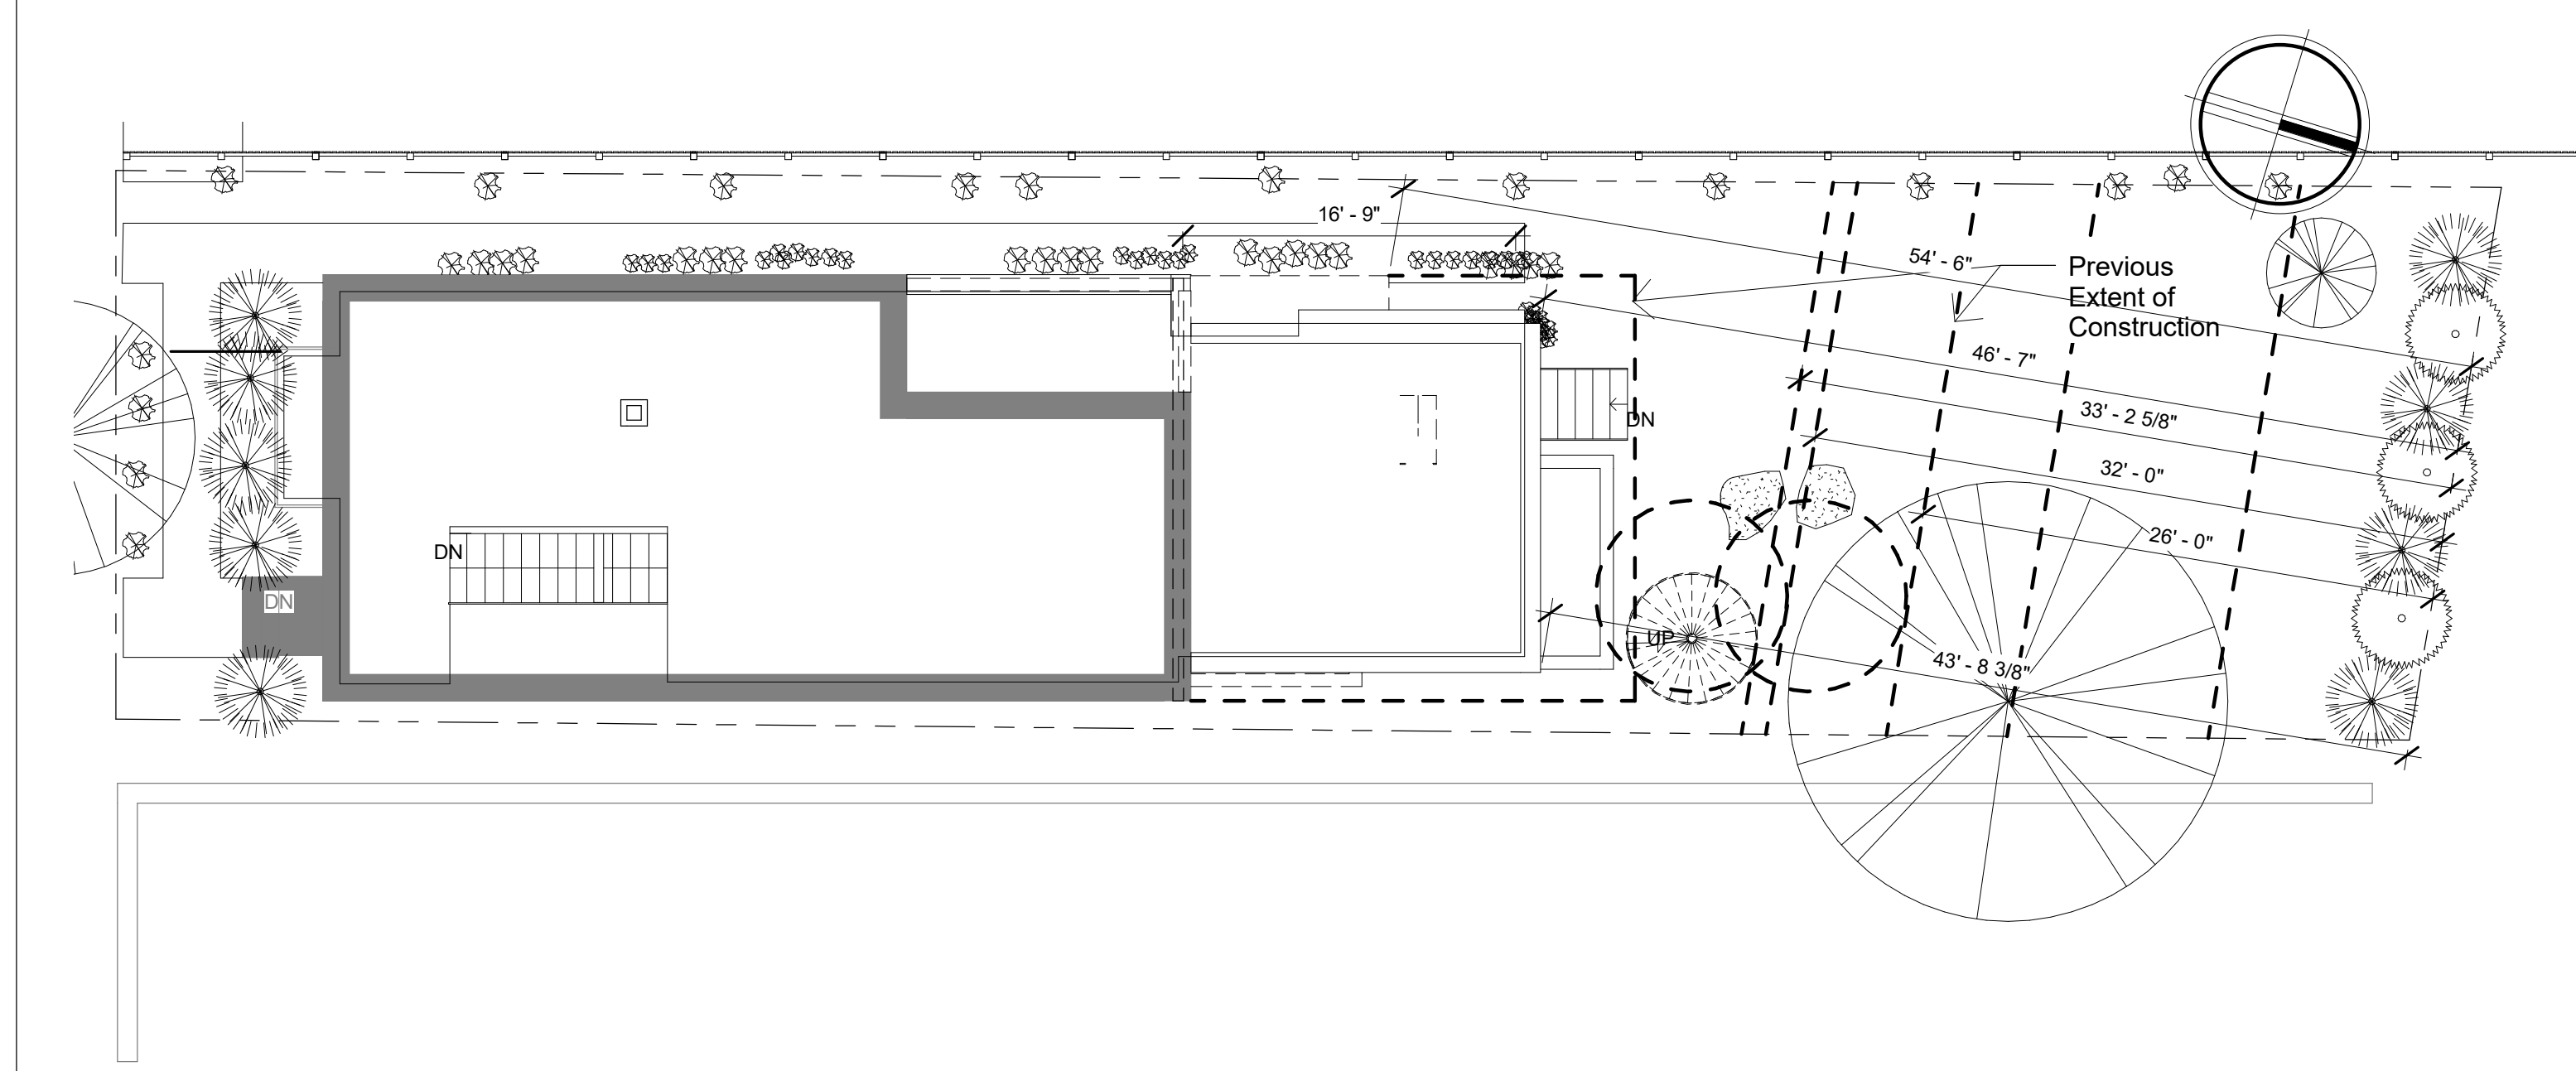 16' - 9"
54' - 6"
Previous
Extent of
Construction
46' - 7"
33' - 2 5/8"
DN
32' - 0"
26' - 0"
DN
DN
UP
43' - 8 3/8"